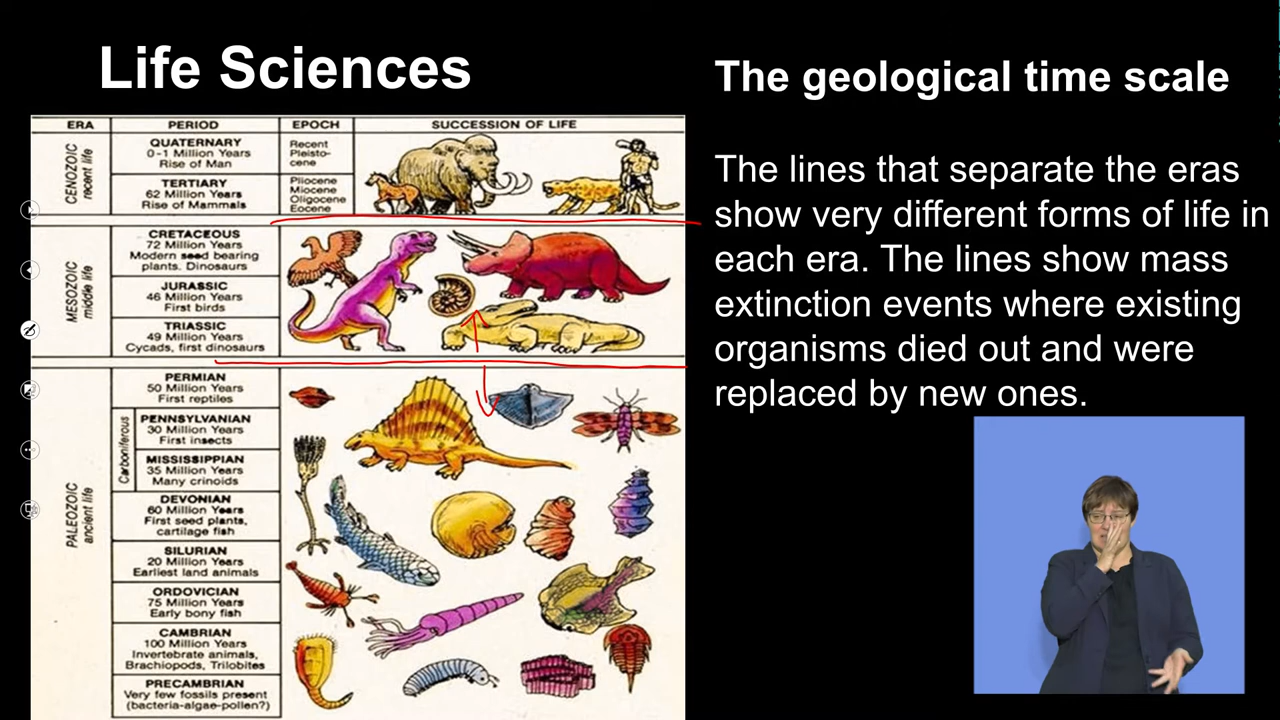 Life Sciences
ERA
PERIOD
EPOCH
SUCCESSION OF LIFE
CENOZOIC
recent life
QUATERNARY
0-1 Million Years
Rise of Man
Recent
Pleisto-
cene
TERTIARY
62 Million Years
Rise of Mammals
Pliocene
Miocene
Oligocene
Eocene
MESOZOIC
middle life
CRETACEOUS
72 Million Years
Modern seed bearing
plants. Dinosaurs
JURASSIC
46 Million Years
First birds
TRIASSIC
49 Million Years
Cycads, first dinosaurs
PALEOZOIC
ancient life
PERMIAN
50 Million Years
First reptiles
Carboniferous
PENNSYLVANIAN
30 Million Years
First insects
MISSISSIPPIAN
35 Million Years
Many crinoids
DEVONIAN
60 Million Years
First seed plants,
cartilage fish
SILURIAN
20 Million Years
Earliest land animals
ORDOVICIAN
75 Million Years
Early bony fish
CAMBRIAN
100 Million Years
Invertebrate animals,
Brachiopods, Trilobites
PRECAMBRIAN
Very few fossils present
(bacteria-algae-pollen?)
The geological time scale
The lines that separate the eras
show very different forms of life in
each era. The lines show mass
extinction events where existing
organisms died out and were
replaced by new ones.